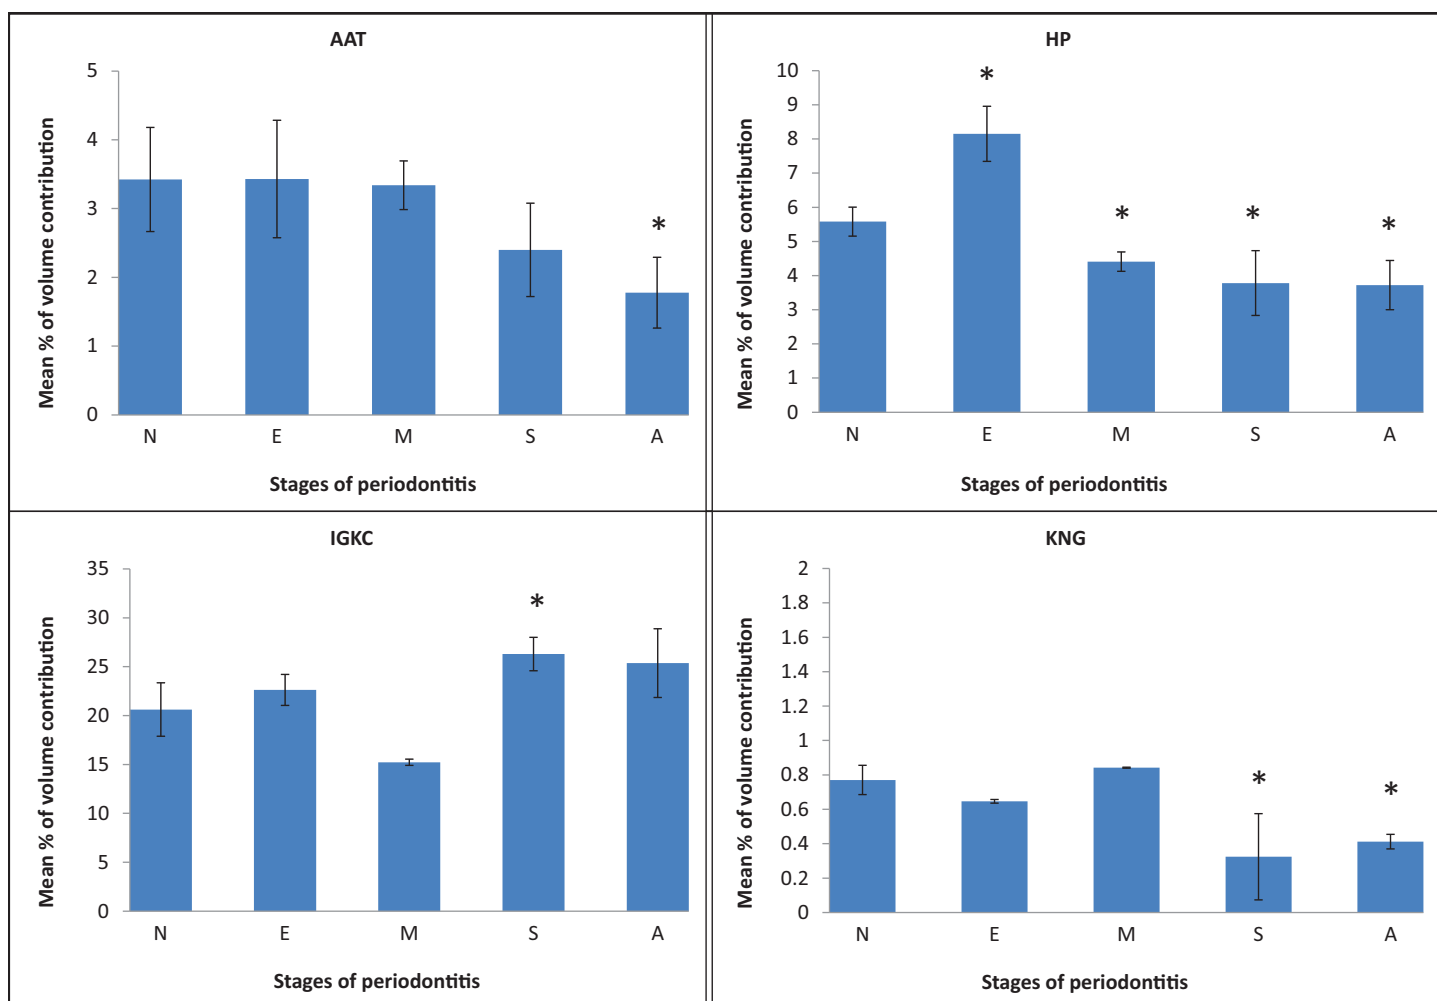 AAT
Mean % of volume contribution
5
4
3
2
1
0
*
N E M S A
Stages of periodontitis
HP
Mean % of volume contribution
10
9
8
7
6
5
4
3
2
1
0
* * * *
N E M S A
Stages of periodontitis
IGKC
Mean % of volume contribution
35
30
25
20
15
10
5
0
*
N E M S A
Stages of periodontitis
KNG
Mean % of volume contribution
2
1.8
1.6
1.4
1.2
1
0.8
0.6
0.4
0.2
0
* *
N E M S A
Stages of periodontitis